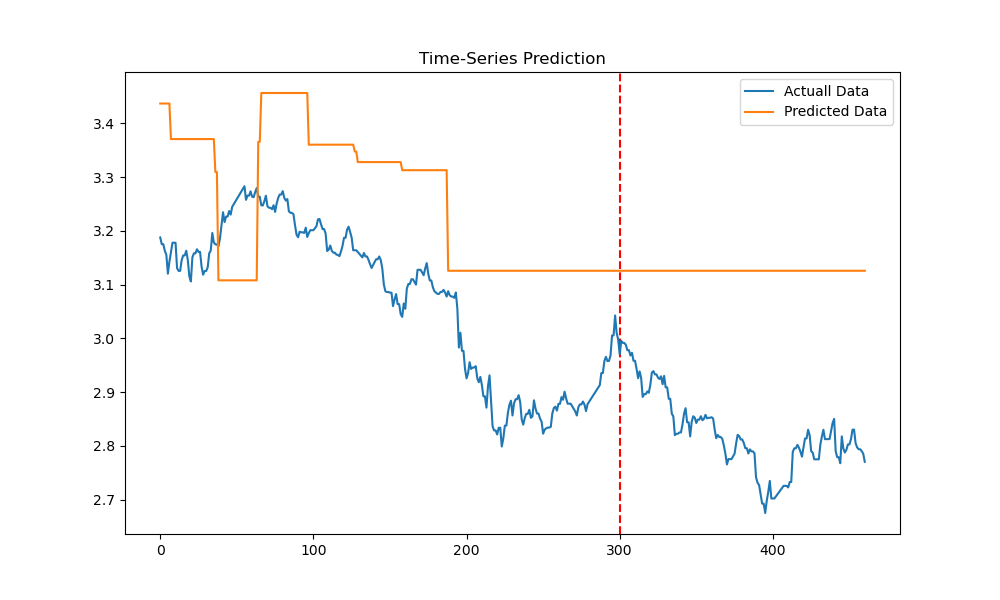 Time-Series Prediction
Actuall Data
Predicted Data
3.4
3.3
3.2
3.1
3.0
2.9
2.8
2.7
0 100 200 300 400